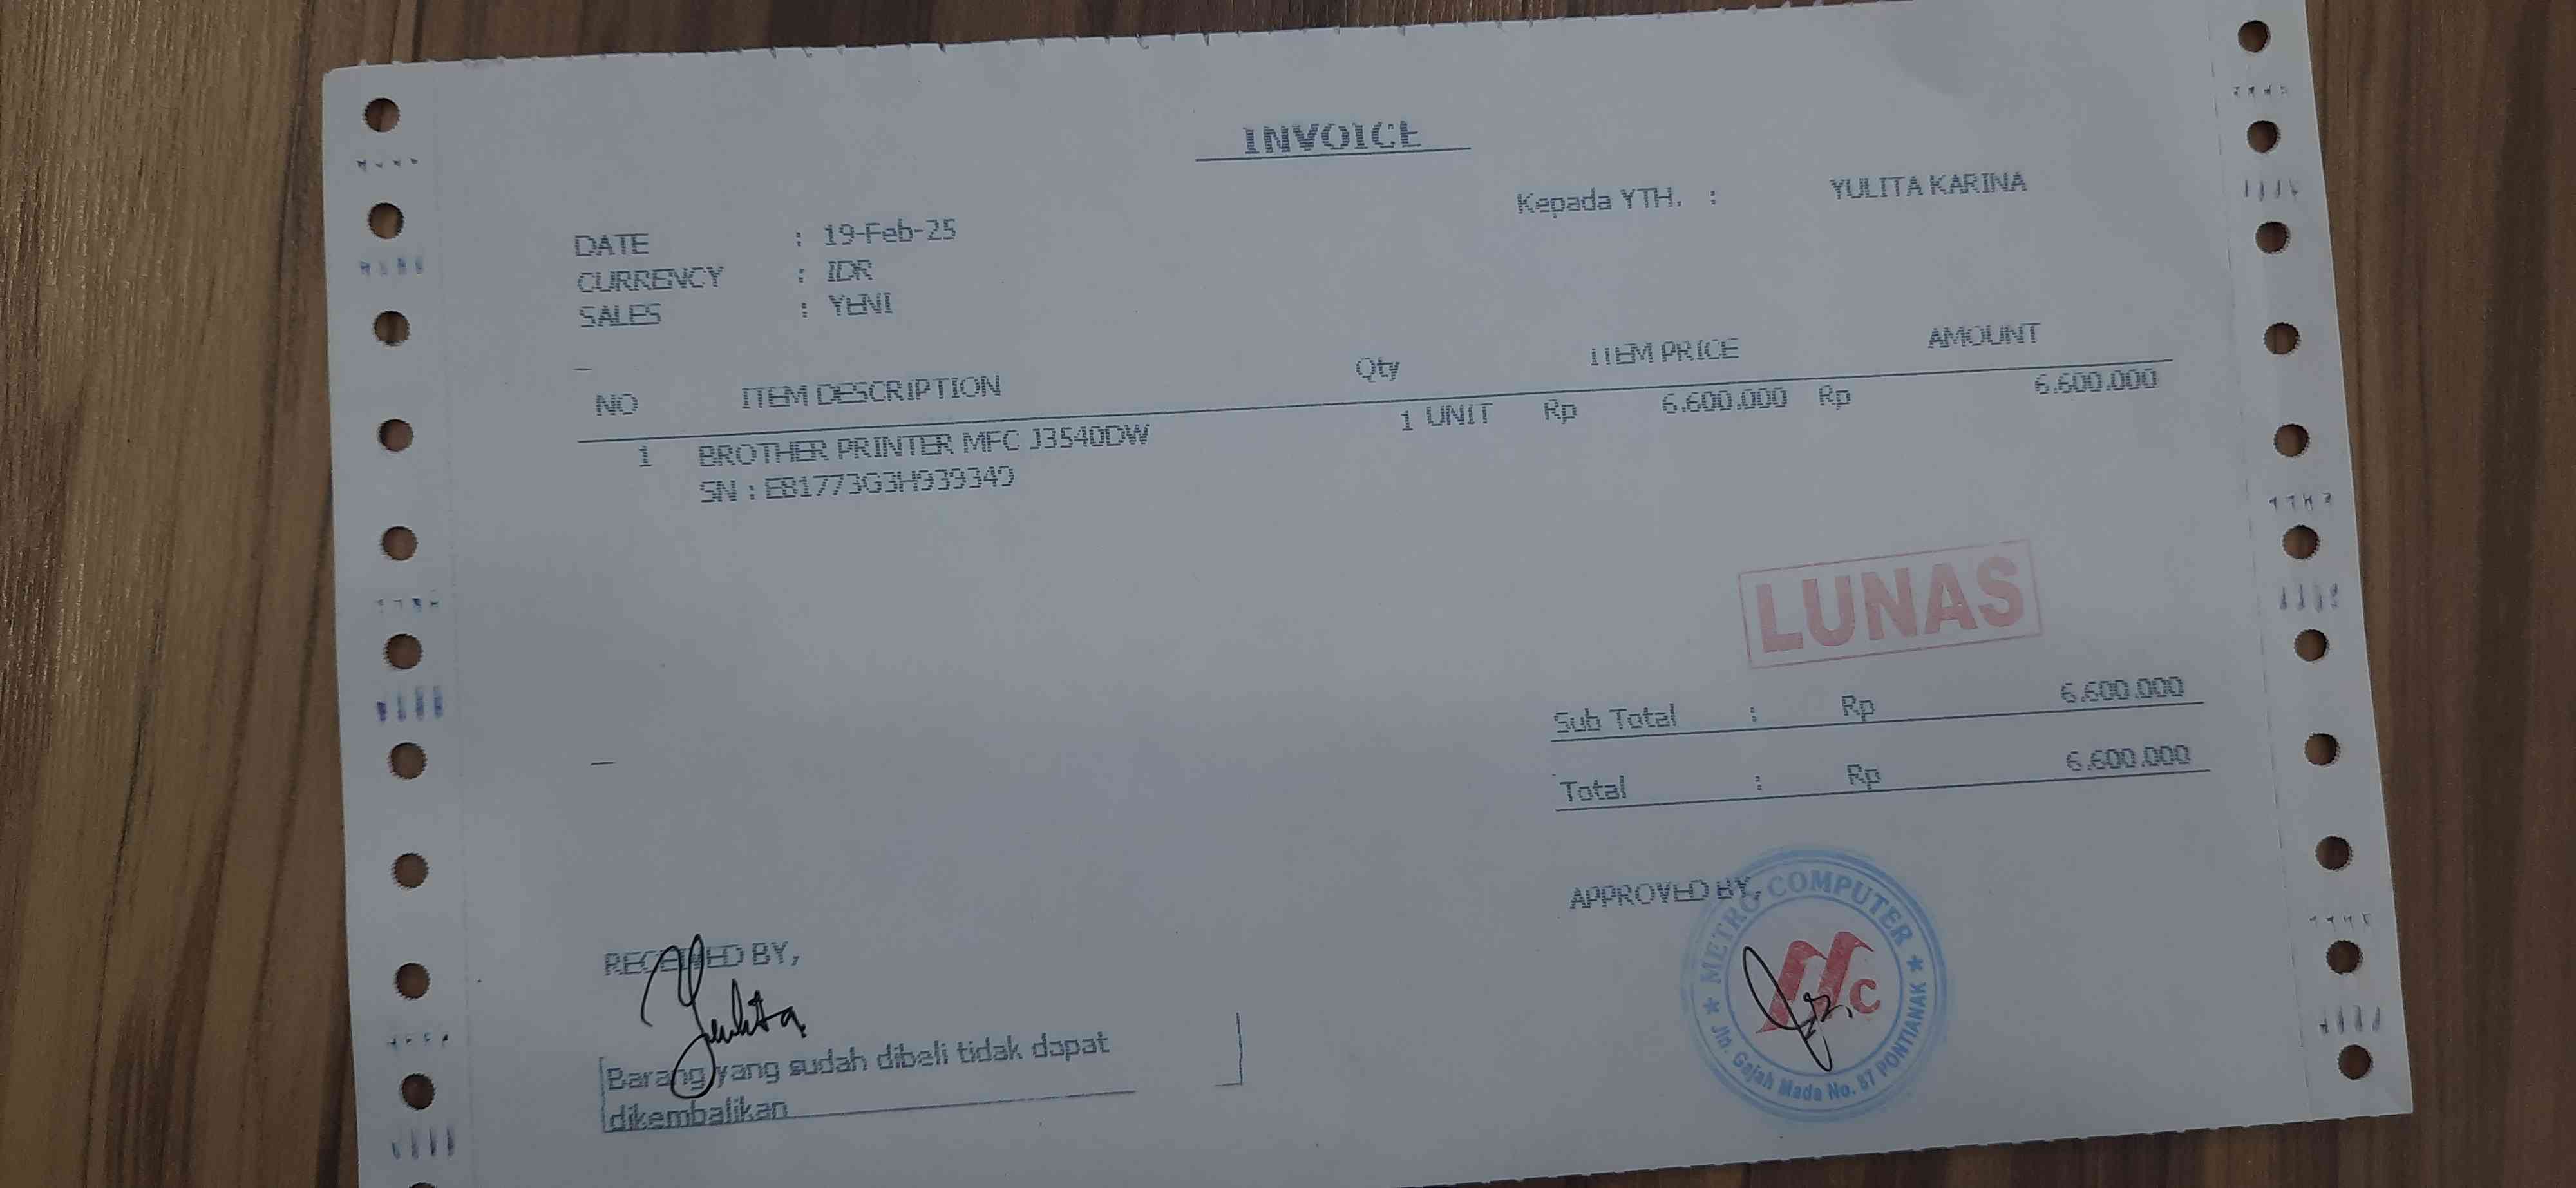 INVOICE
Kepada YTH. : YULITA KARINA
DATE : 19-Feb-25
CURRENCY : IDR
SALES : YENI
NO ITEM DESCRIPTION Qty ITEM PRICE AMOUNT
1 BROTHER PRINTER MFC J3540DW 1 UNIT Rp 6.600.000 Rp 6.600.000
SN : E81773G3H939349
LUNAS
Sub Total : Rp 6.600.000
Total : Rp 6.600.000
RECEIVED BY,
Yulita
APPROVED BY,
METRO COMPUTER
Mc
Jln. Gajah Mada No. 67 PONTIANAK
Barang yang sudah dibeli tidak dapat
dikembalikan